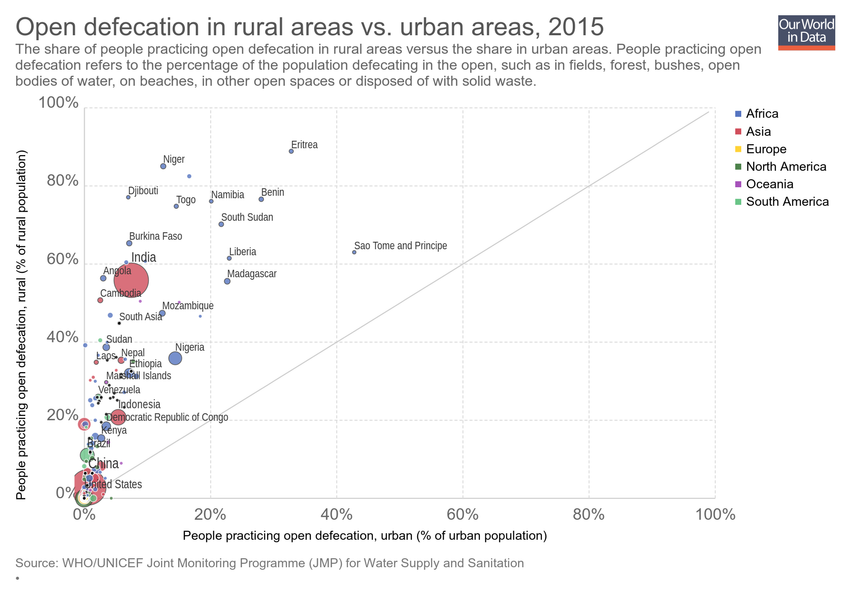 Open defecation in rural areas vs. urban areas, 2015
Our World
in Data
The share of people practicing open defecation in rural areas versus the share in urban areas. People practicing open
defecation refers to the percentage of the population defecating in the open, such as in fields, forest, bushes, open
bodies of water, on beaches, in other open spaces or disposed of with solid waste.
100%
Africa
Asia
Europe
North America
Oceania
South America
Eritrea
Niger
80%
Djibouti
Togo
Namibia
Benin
South Sudan
Burkina Faso
Sao Tome and Principe
Liberia
India
60%
Angola
Madagascar
Cambodia
Mozambique
South Asia
40%
Sudan
Nigeria
Laos
Nepal
Ethiopia
Marshall Islands
Venezuela
Indonesia
20%
Democratic Republic of Congo
Kenya
Brazil
China
United States
0%
0%
20%
40%
60%
80%
100%
People practicing open defecation, rural (% of rural population)
People practicing open defecation, urban (% of urban population)
Source: WHO/UNICEF Joint Monitoring Programme (JMP) for Water Supply and Sanitation
•